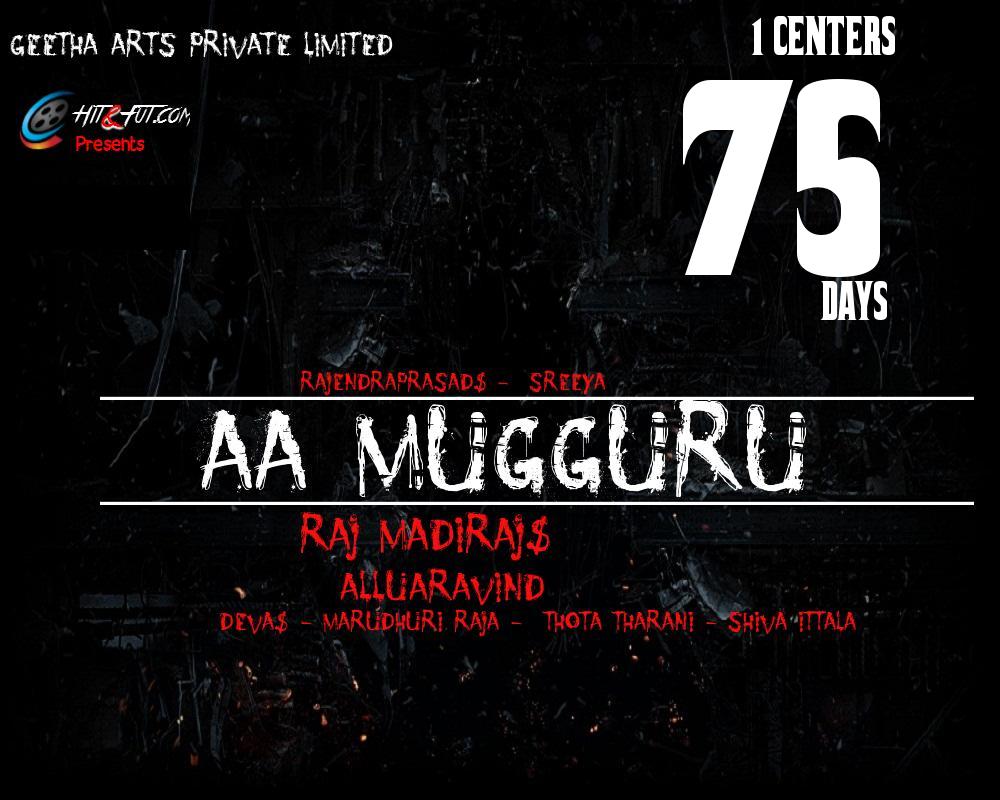 GEETHA ARTS PRIVATE LIMITED
1 CENTERS
HIT&FUT.COM
Presents
75
DAYS
RAJENDRAPRASAD$ - SREEYA
AA MUGGURU
RAJ MADIRAJ$
ALLUARAVIND
DEVA$ - MARUDHURI RAJA - THOTA THARANI - SHIVA ITTALA